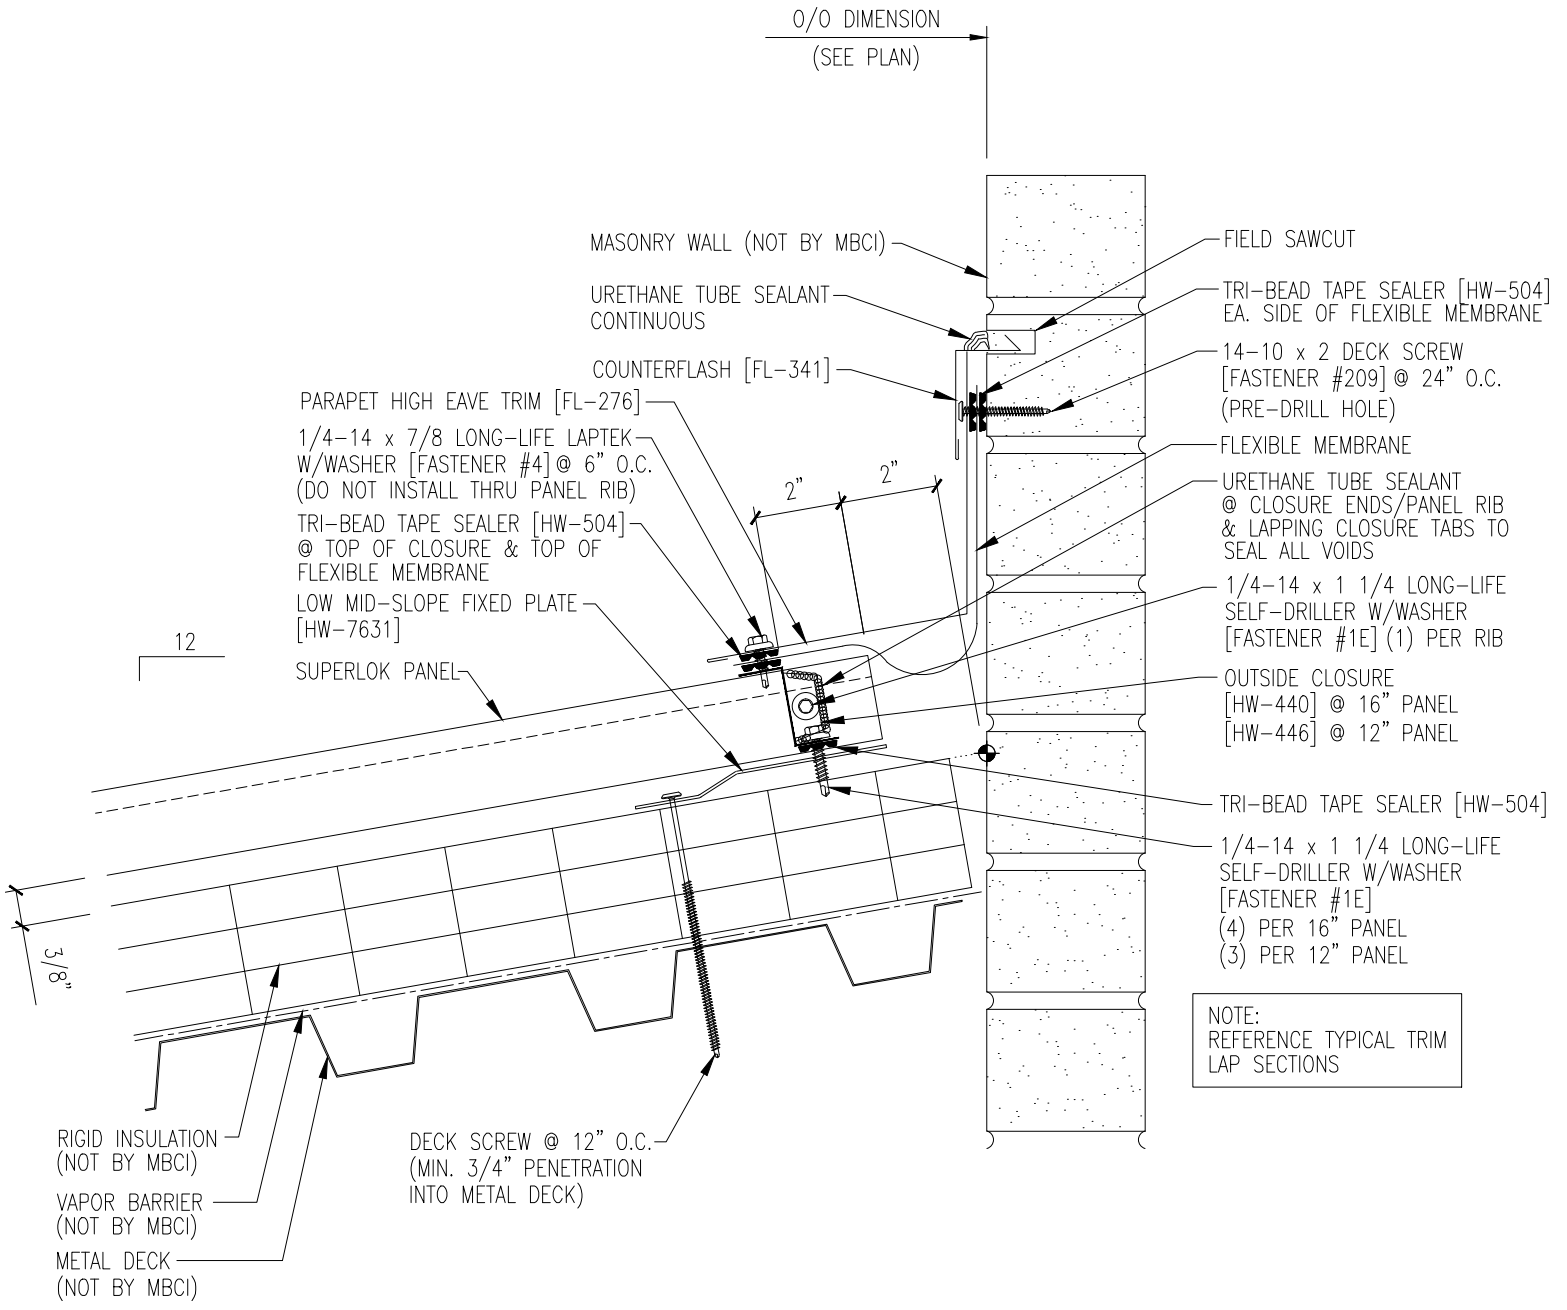 O/O DIMENSION
(SEE PLAN)
MASONRY WALL (NOT BY MBCI)
URETHANE TUBE SEALANT
CONTINUOUS
COUNTERFLASH [FL-341]
PARAPET HIGH EAVE TRIM [FL-276]
1/4-14 x 7/8 LONG-LIFE LAPTEK
W/WASHER [FASTENER #4] @ 6" O.C.
(DO NOT INSTALL THRU PANEL RIB)
TRI-BEAD TAPE SEALER [HW-504]
@ TOP OF CLOSURE & TOP OF
FLEXIBLE MEMBRANE
LOW MID-SLOPE FIXED PLATE
[HW-7631]
12
SUPERLOK PANEL
2"
2"
FIELD SAWCUT
TRI-BEAD TAPE SEALER [HW-504]
EA. SIDE OF FLEXIBLE MEMBRANE
14-10 x 2 DECK SCREW
[FASTENER #209] @ 24" O.C.
(PRE-DRILL HOLE)
FLEXIBLE MEMBRANE
URETHANE TUBE SEALANT
@ CLOSURE ENDS/PANEL RIB
& LAPPING CLOSURE TABS TO
SEAL ALL VOIDS
1/4-14 x 1 1/4 LONG-LIFE
SELF-DRILLER W/WASHER
[FASTENER #1E] (1) PER RIB
OUTSIDE CLOSURE
[HW-440] @ 16" PANEL
[HW-446] @ 12" PANEL
TRI-BEAD TAPE SEALER [HW-504]
1/4-14 x 1 1/4 LONG-LIFE
SELF-DRILLER W/WASHER
[FASTENER #1E]
(4) PER 16" PANEL
(3) PER 12" PANEL
3/8"
NOTE:
REFERENCE TYPICAL TRIM
LAP SECTIONS
RIGID INSULATION
(NOT BY MBCI)
VAPOR BARRIER
(NOT BY MBCI)
METAL DECK
(NOT BY MBCI)
DECK SCREW @ 12" O.C.
(MIN. 3/4" PENETRATION
INTO METAL DECK)